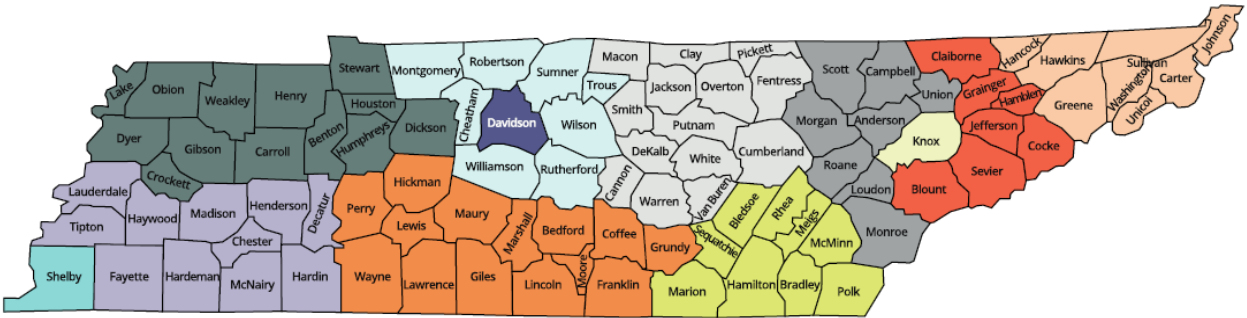 Lake
Obion
Weakley
Henry
Stewart
Houston
Benton
Humphreys
Dickson
Dyer
Gibson
Carroll
Crockett
Montgomery
Robertson
Sumner
Trous
Cheatham
Davidson
Wilson
Williamson
Rutherford
Macon
Clay
Pickett
Jackson
Overton
Fentress
Smith
Putnam
DeKalb
White
Cumberland
Cannon
Warren
Van Buren
Scott
Campbell
Morgan
Anderson
Union
Roane
Loudon
Monroe
Knox
Claiborne
Grainger
Hamblen
Jefferson
Cocke
Sevier
Blount
Hancock
Hawkins
Sullivan
Johnson
Greene
Washington
Carter
Unicoi
Lauderdale
Tipton
Haywood
Madison
Henderson
Decatur
Chester
Shelby
Fayette
Hardeman
McNairy
Hardin
Perry
Hickman
Lewis
Maury
Marshall
Bedford
Coffee
Grundy
Wayne
Lawrence
Giles
Lincoln
Moore
Franklin
Bledsoe
Rhea
Meigs
Sequatchie
McMinn
Marion
Hamilton
Bradley
Polk